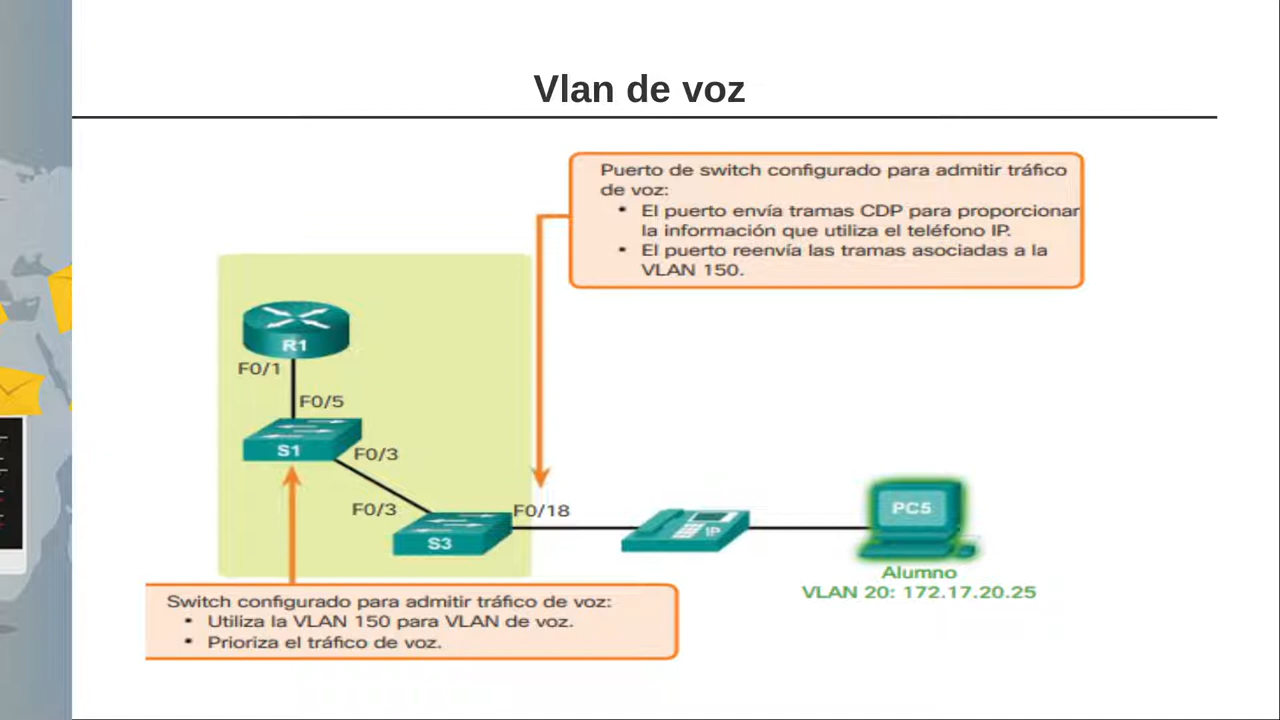 Vlan de voz
Puerto de switch configurado para admitir tráfico
de voz:
• El puerto envía tramas CDP para proporcionar
la información que utiliza el teléfono IP.
• El puerto reenvía las tramas asociadas a la
VLAN 150.
R1
F0/1
F0/5
S1
F0/3
F0/3
S3
F0/18
IP
PC5
Alumno
VLAN 20: 172.17.20.25
Switch configurado para admitir tráfico de voz:
• Utiliza la VLAN 150 para VLAN de voz.
• Prioriza el tráfico de voz.